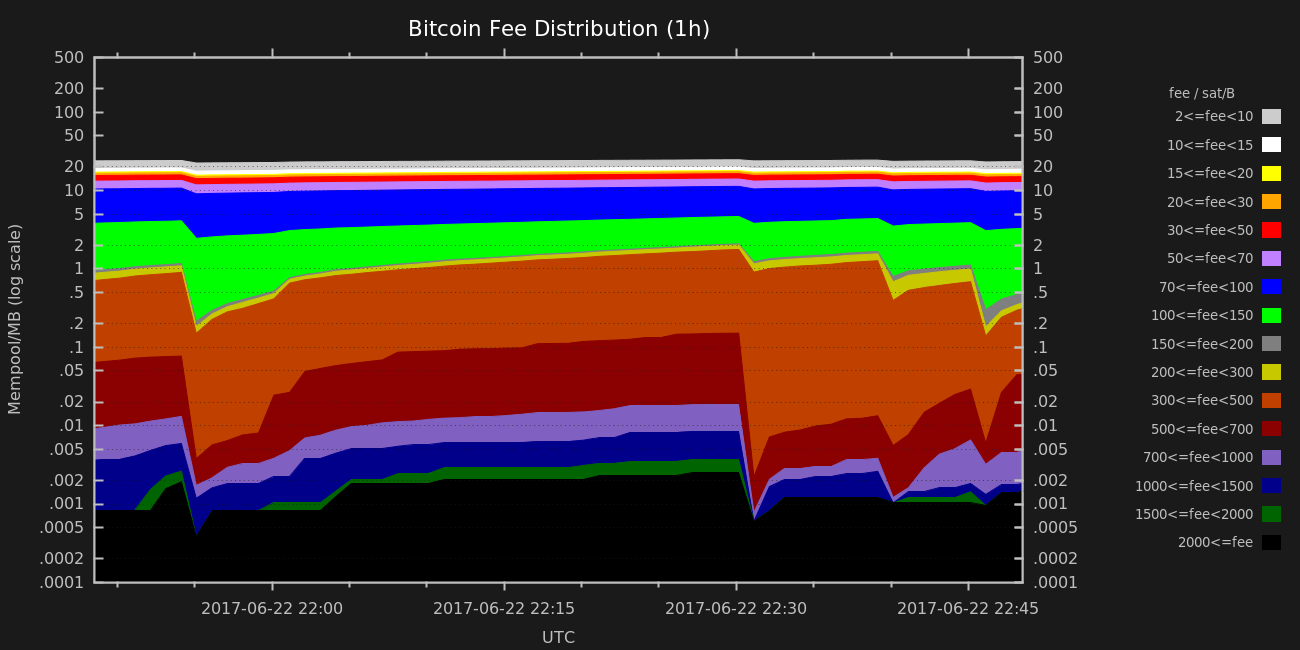 Bitcoin Fee Distribution (1h)
500
200
100
50
20
10
5
2
1
.5
.2
.1
.05
.02
.01
.005
.002
.001
.0005
.0002
.0001
Mempool/MB (log scale)
500
200
100
50
20
10
5
2
1
.5
.2
.1
.05
.02
.01
.005
.002
.001
.0005
.0002
.0001
2017-06-22 22:00 2017-06-22 22:15 2017-06-22 22:30 2017-06-22 22:45
UTC
fee / sat/B
2<=fee<10
10<=fee<15
15<=fee<20
20<=fee<30
30<=fee<50
50<=fee<70
70<=fee<100
100<=fee<150
150<=fee<200
200<=fee<300
300<=fee<500
500<=fee<700
700<=fee<1000
1000<=fee<1500
1500<=fee<2000
2000<=fee